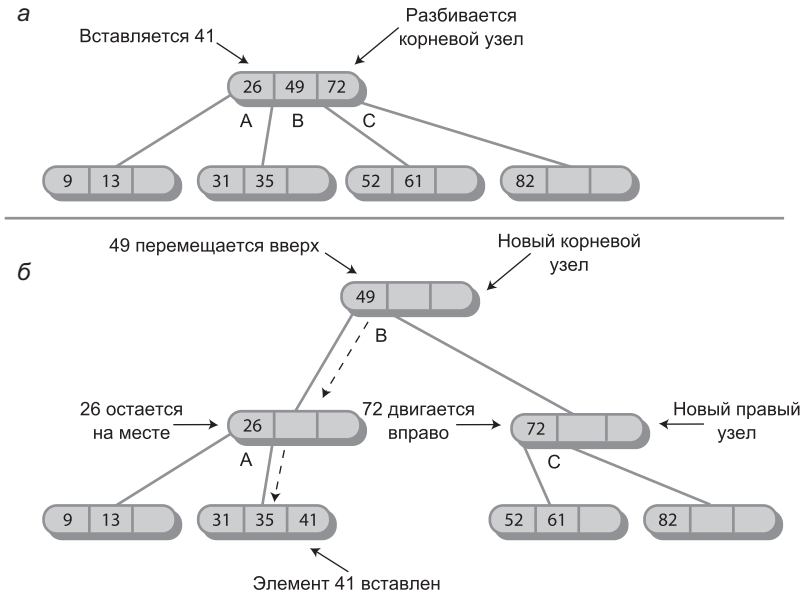 а
Вставляется 41
Разбивается
корневой узел
26 49 72
A B C
9 13
31 35
52 61
82
б
49 перемещается вверх
Новый корневой
узел
49
B
26 остается
на месте
26
72 двигается
вправо
72
Новый правый
узел
A
C
9 13
31 35 41
52 61
82
Элемент 41 вставлен